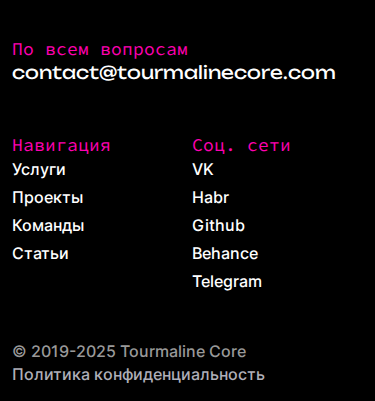 По всем вопросам
contact@tourmalinecore.com
Навигация
Услуги
Проекты
Команды
Статьи
Соц. сети
VK
Habr
Github
Behance
Telegram
© 2019-2025 Tourmaline Core
Политика конфиденциальность